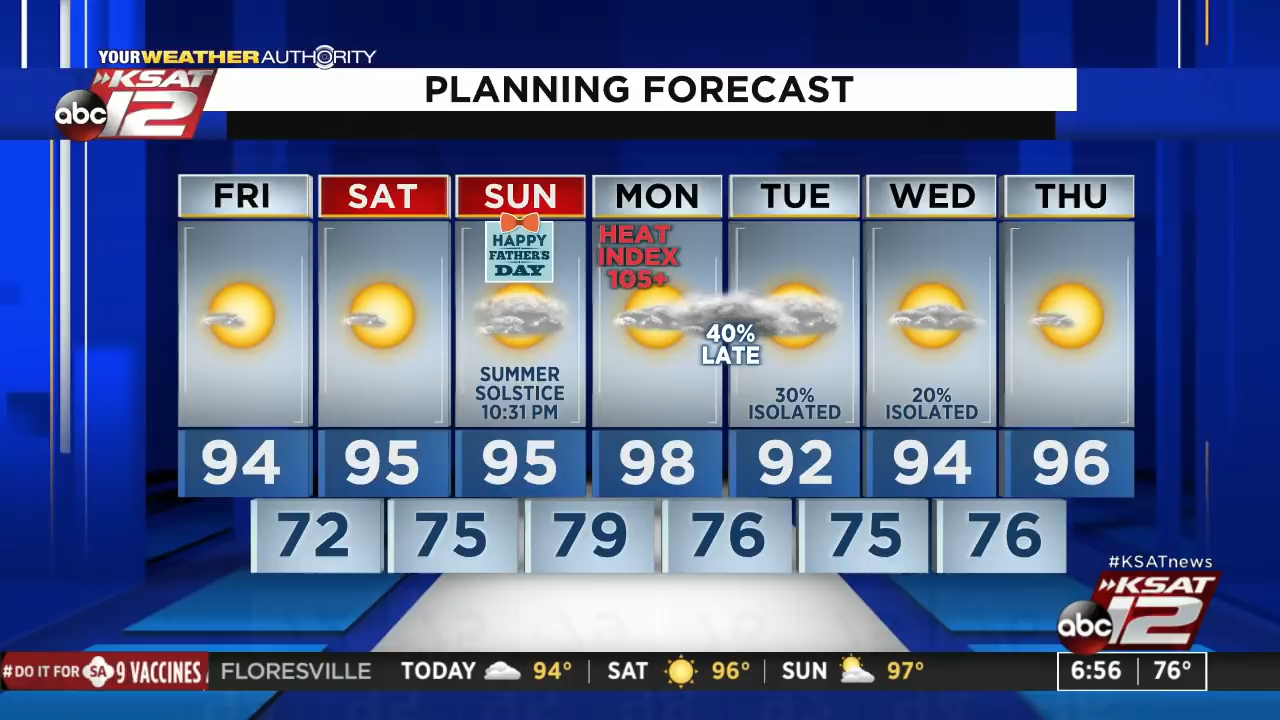 YOURWEATHERAUTHORITY
KSAT
abc 12
PLANNING FORECAST
FRI SAT SUN MON TUE WED THU
HAPPY
FATHER'S
DAY
HEAT
INDEX
105+
40%
LATE
SUMMER
SOLSTICE
10:31 PM
30%
ISOLATED
20%
ISOLATED
94 95 95 98 92 94 96
72 75 79 76 75 76
#KSATnews
KSAT
abc 12
#DO IT FOR SA 9 VACCINES FLORESVILLE TODAY 94° SAT 96° SUN 97° 6:56 76°